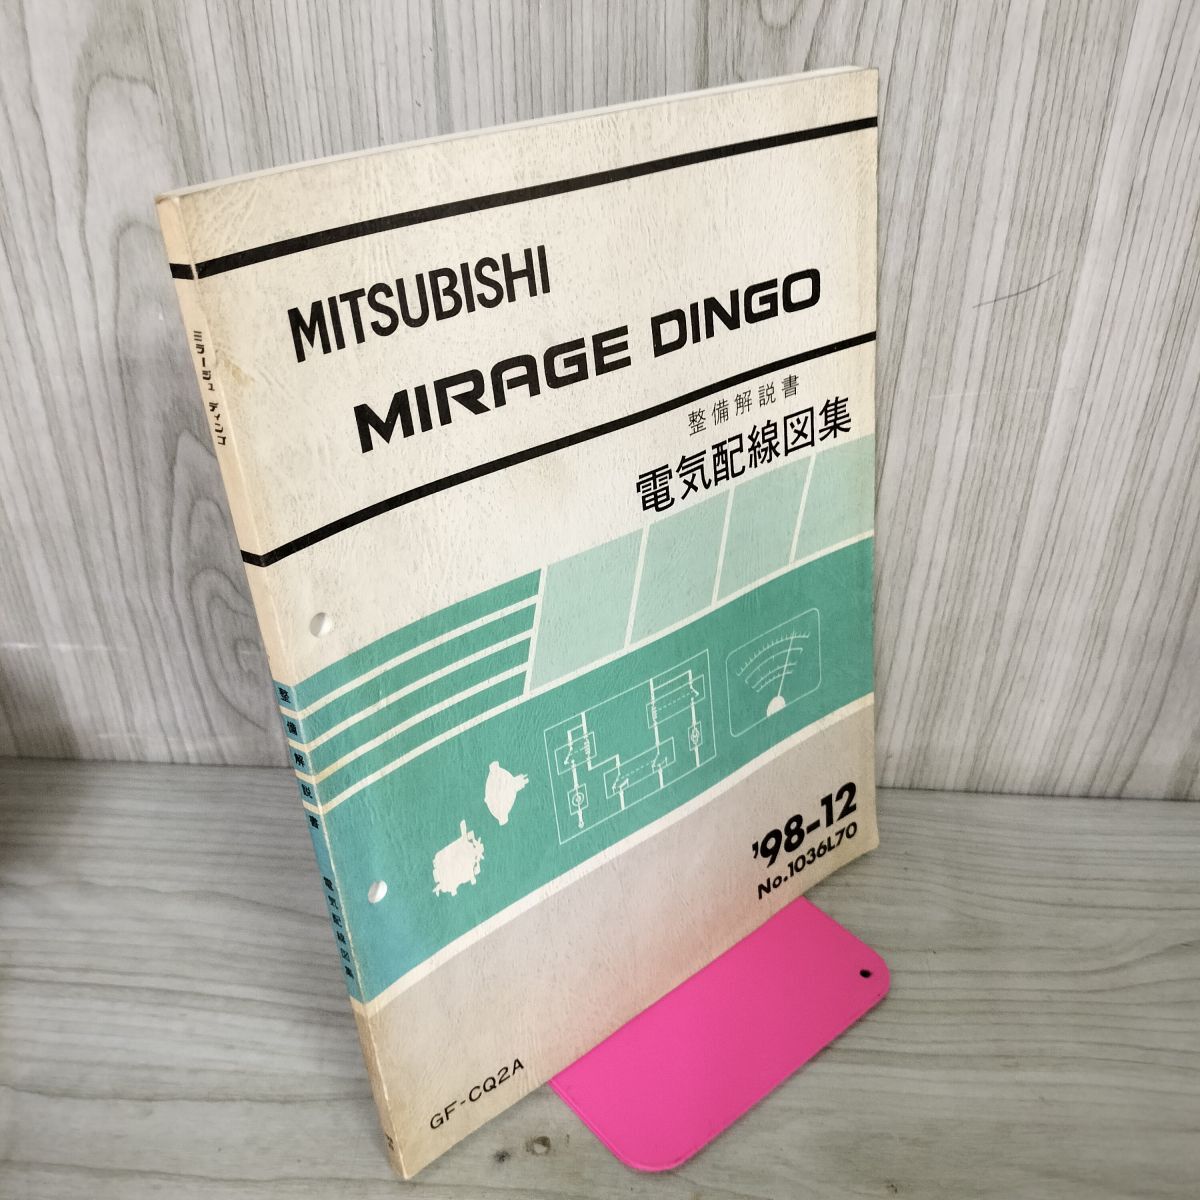 MITSUBISHI
MIRAGE DINGO
整備解説書
電気配線図集
'98-12
No.1036L70
GF-CQ2A
ミラージュ ディンゴ
整備解説書
電気配線図集